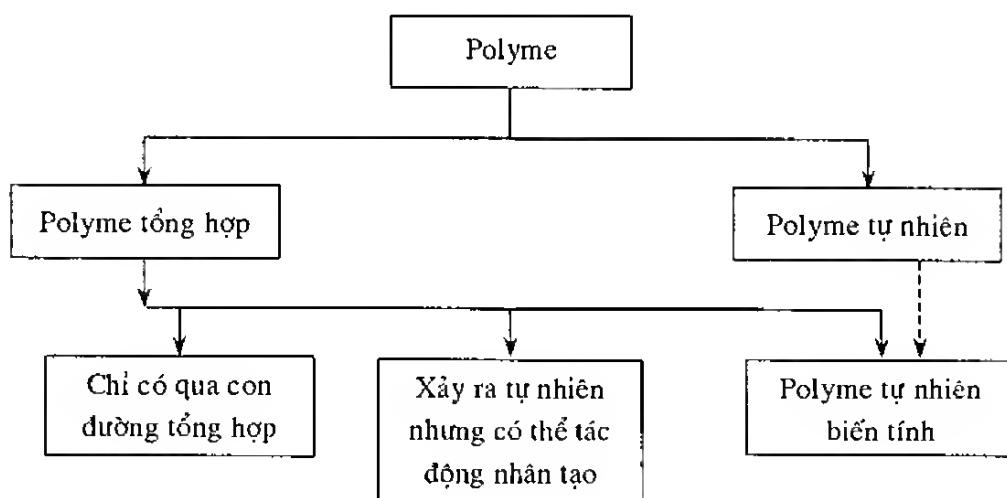 Polyme
Polyme tổng hợp
Polyme tự nhiên
Chỉ có qua con
đường tổng hợp
Xảy ra tự nhiên
nhưng có thể tác
động nhân tạo
Polyme tự nhiên
biến tính